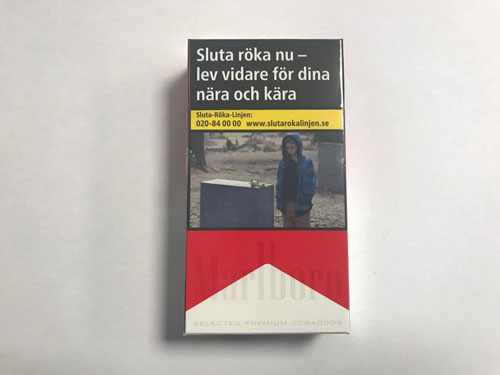 Sluta röka nu –
lev vidare för dina
nära och kära
Sluta-Röka-Linjen:
020-84 00 00 www.slutarokalinjen.se
Marlboro
SELECTED PREMIUM TOBACCOS